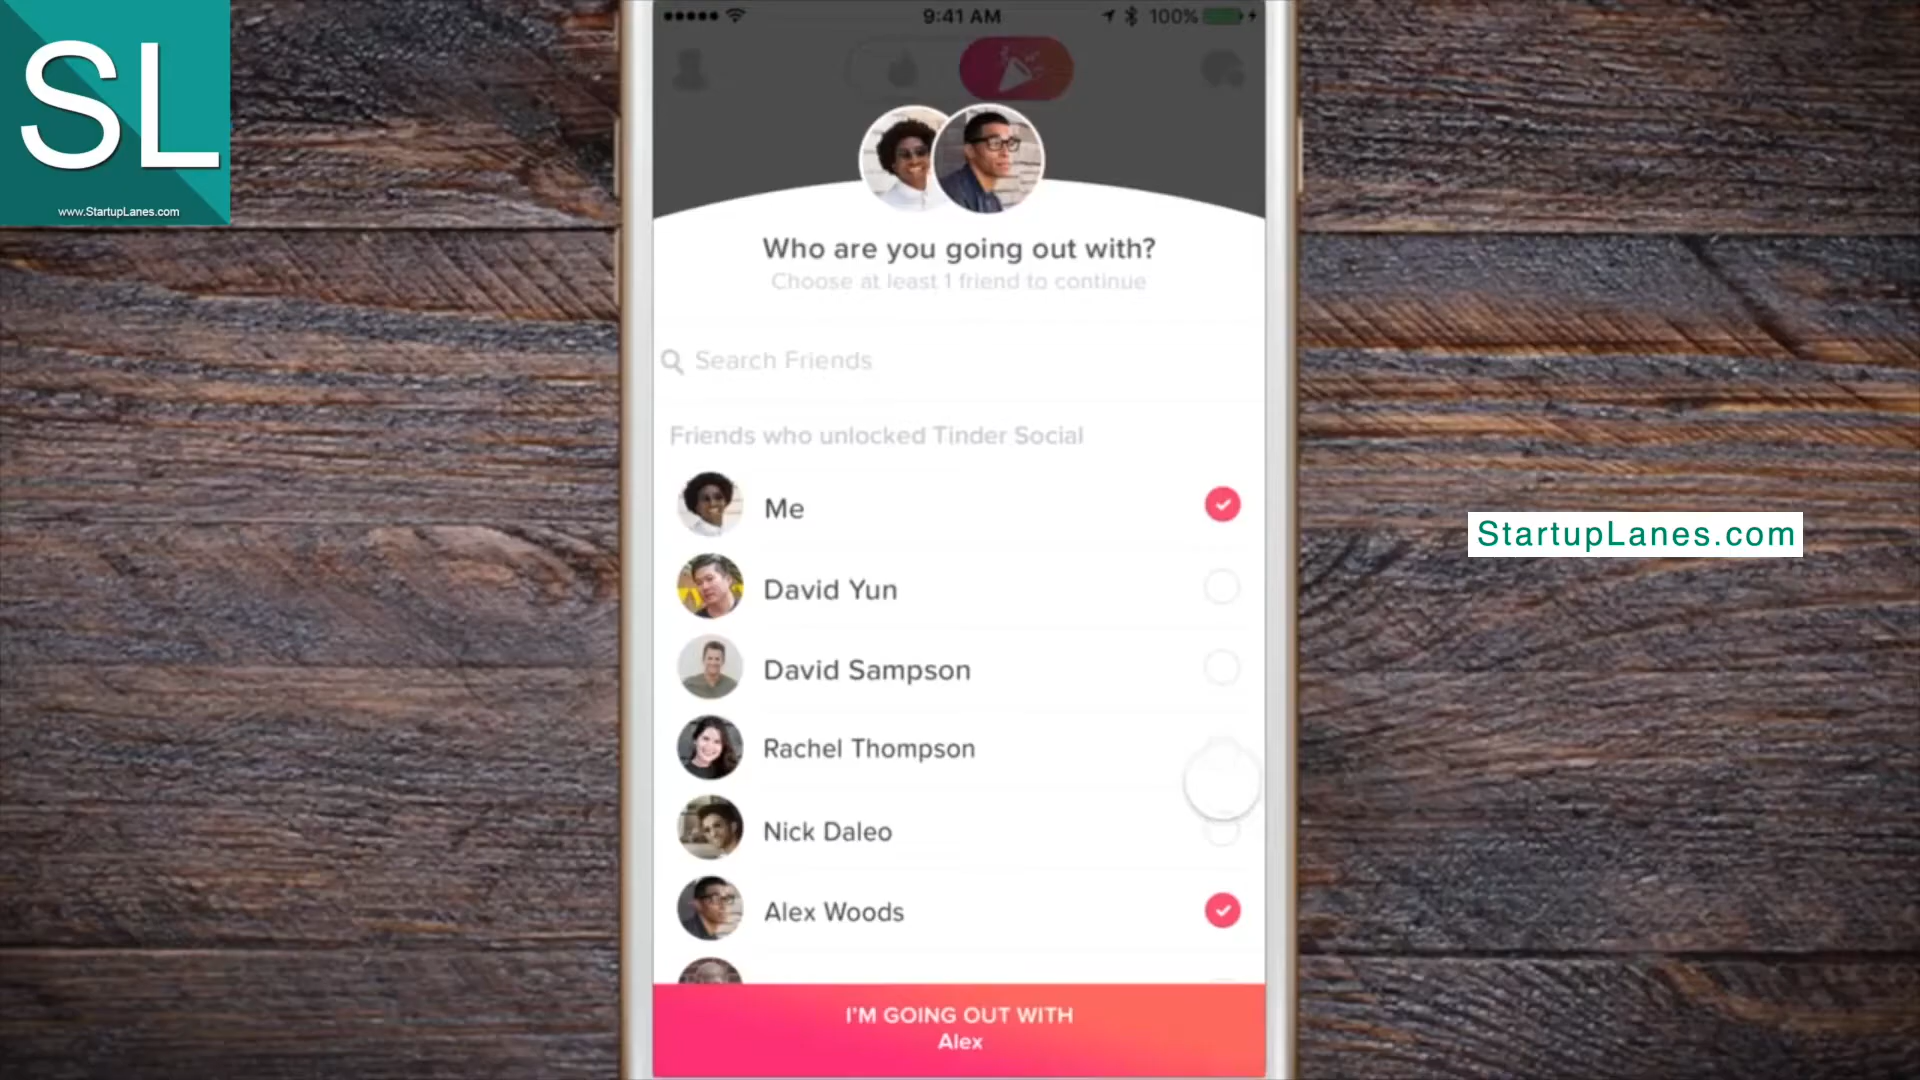 SL
www.StartupLanes.com
9:41 AM
100%
Who are you going out with?
Choose at least 1 friend to continue
Search Friends
Friends who unlocked Tinder Social
Me
David Yun
David Sampson
Rachel Thompson
Nick Daleo
Alex Woods
I'M GOING OUT WITH
Alex
StartupLanes.com